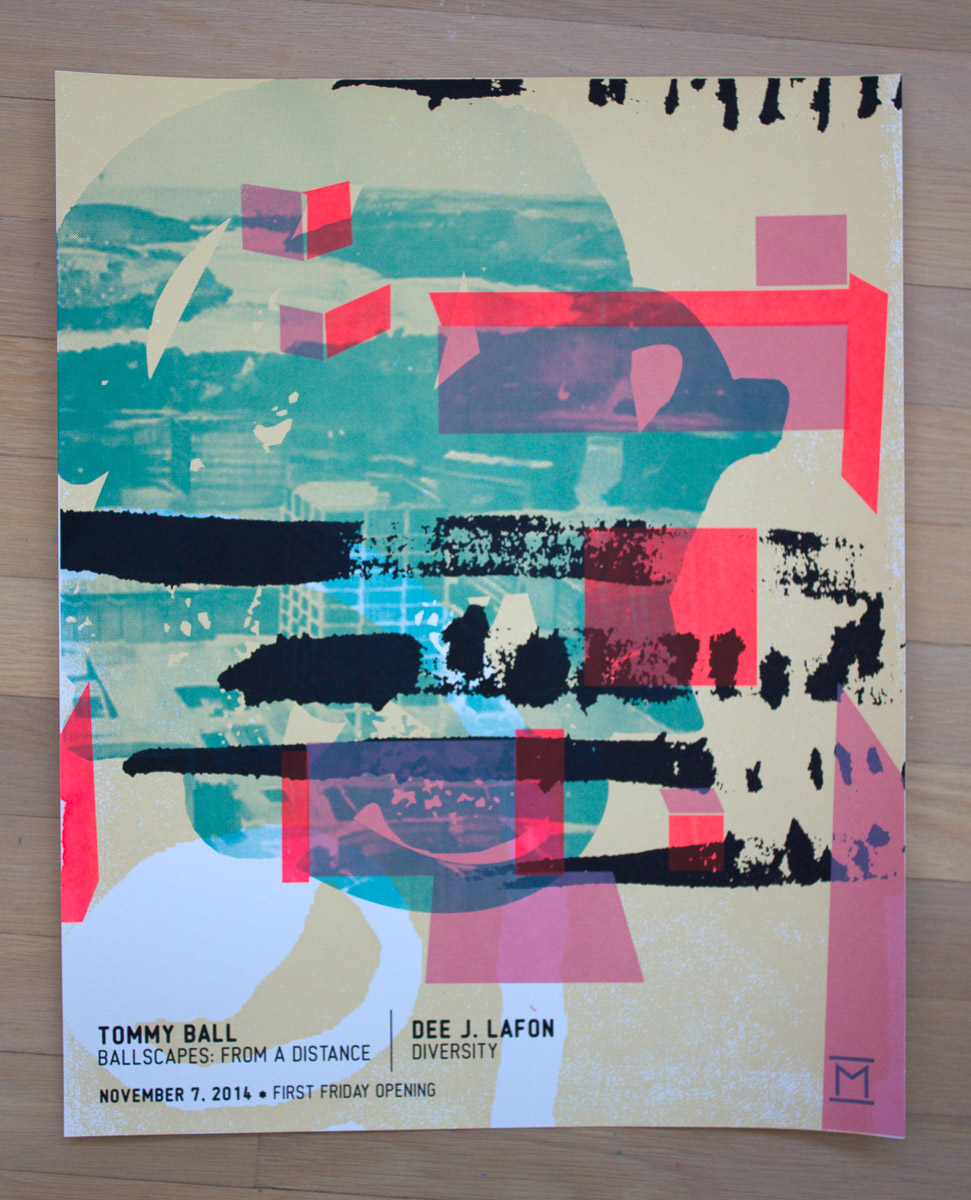 TOMMY BALL
BALLSCAPES: FROM A DISTANCE
DEE J. LAFON
DIVERSITY
NOVEMBER 7, 2014 * FIRST FRIDAY OPENING
M